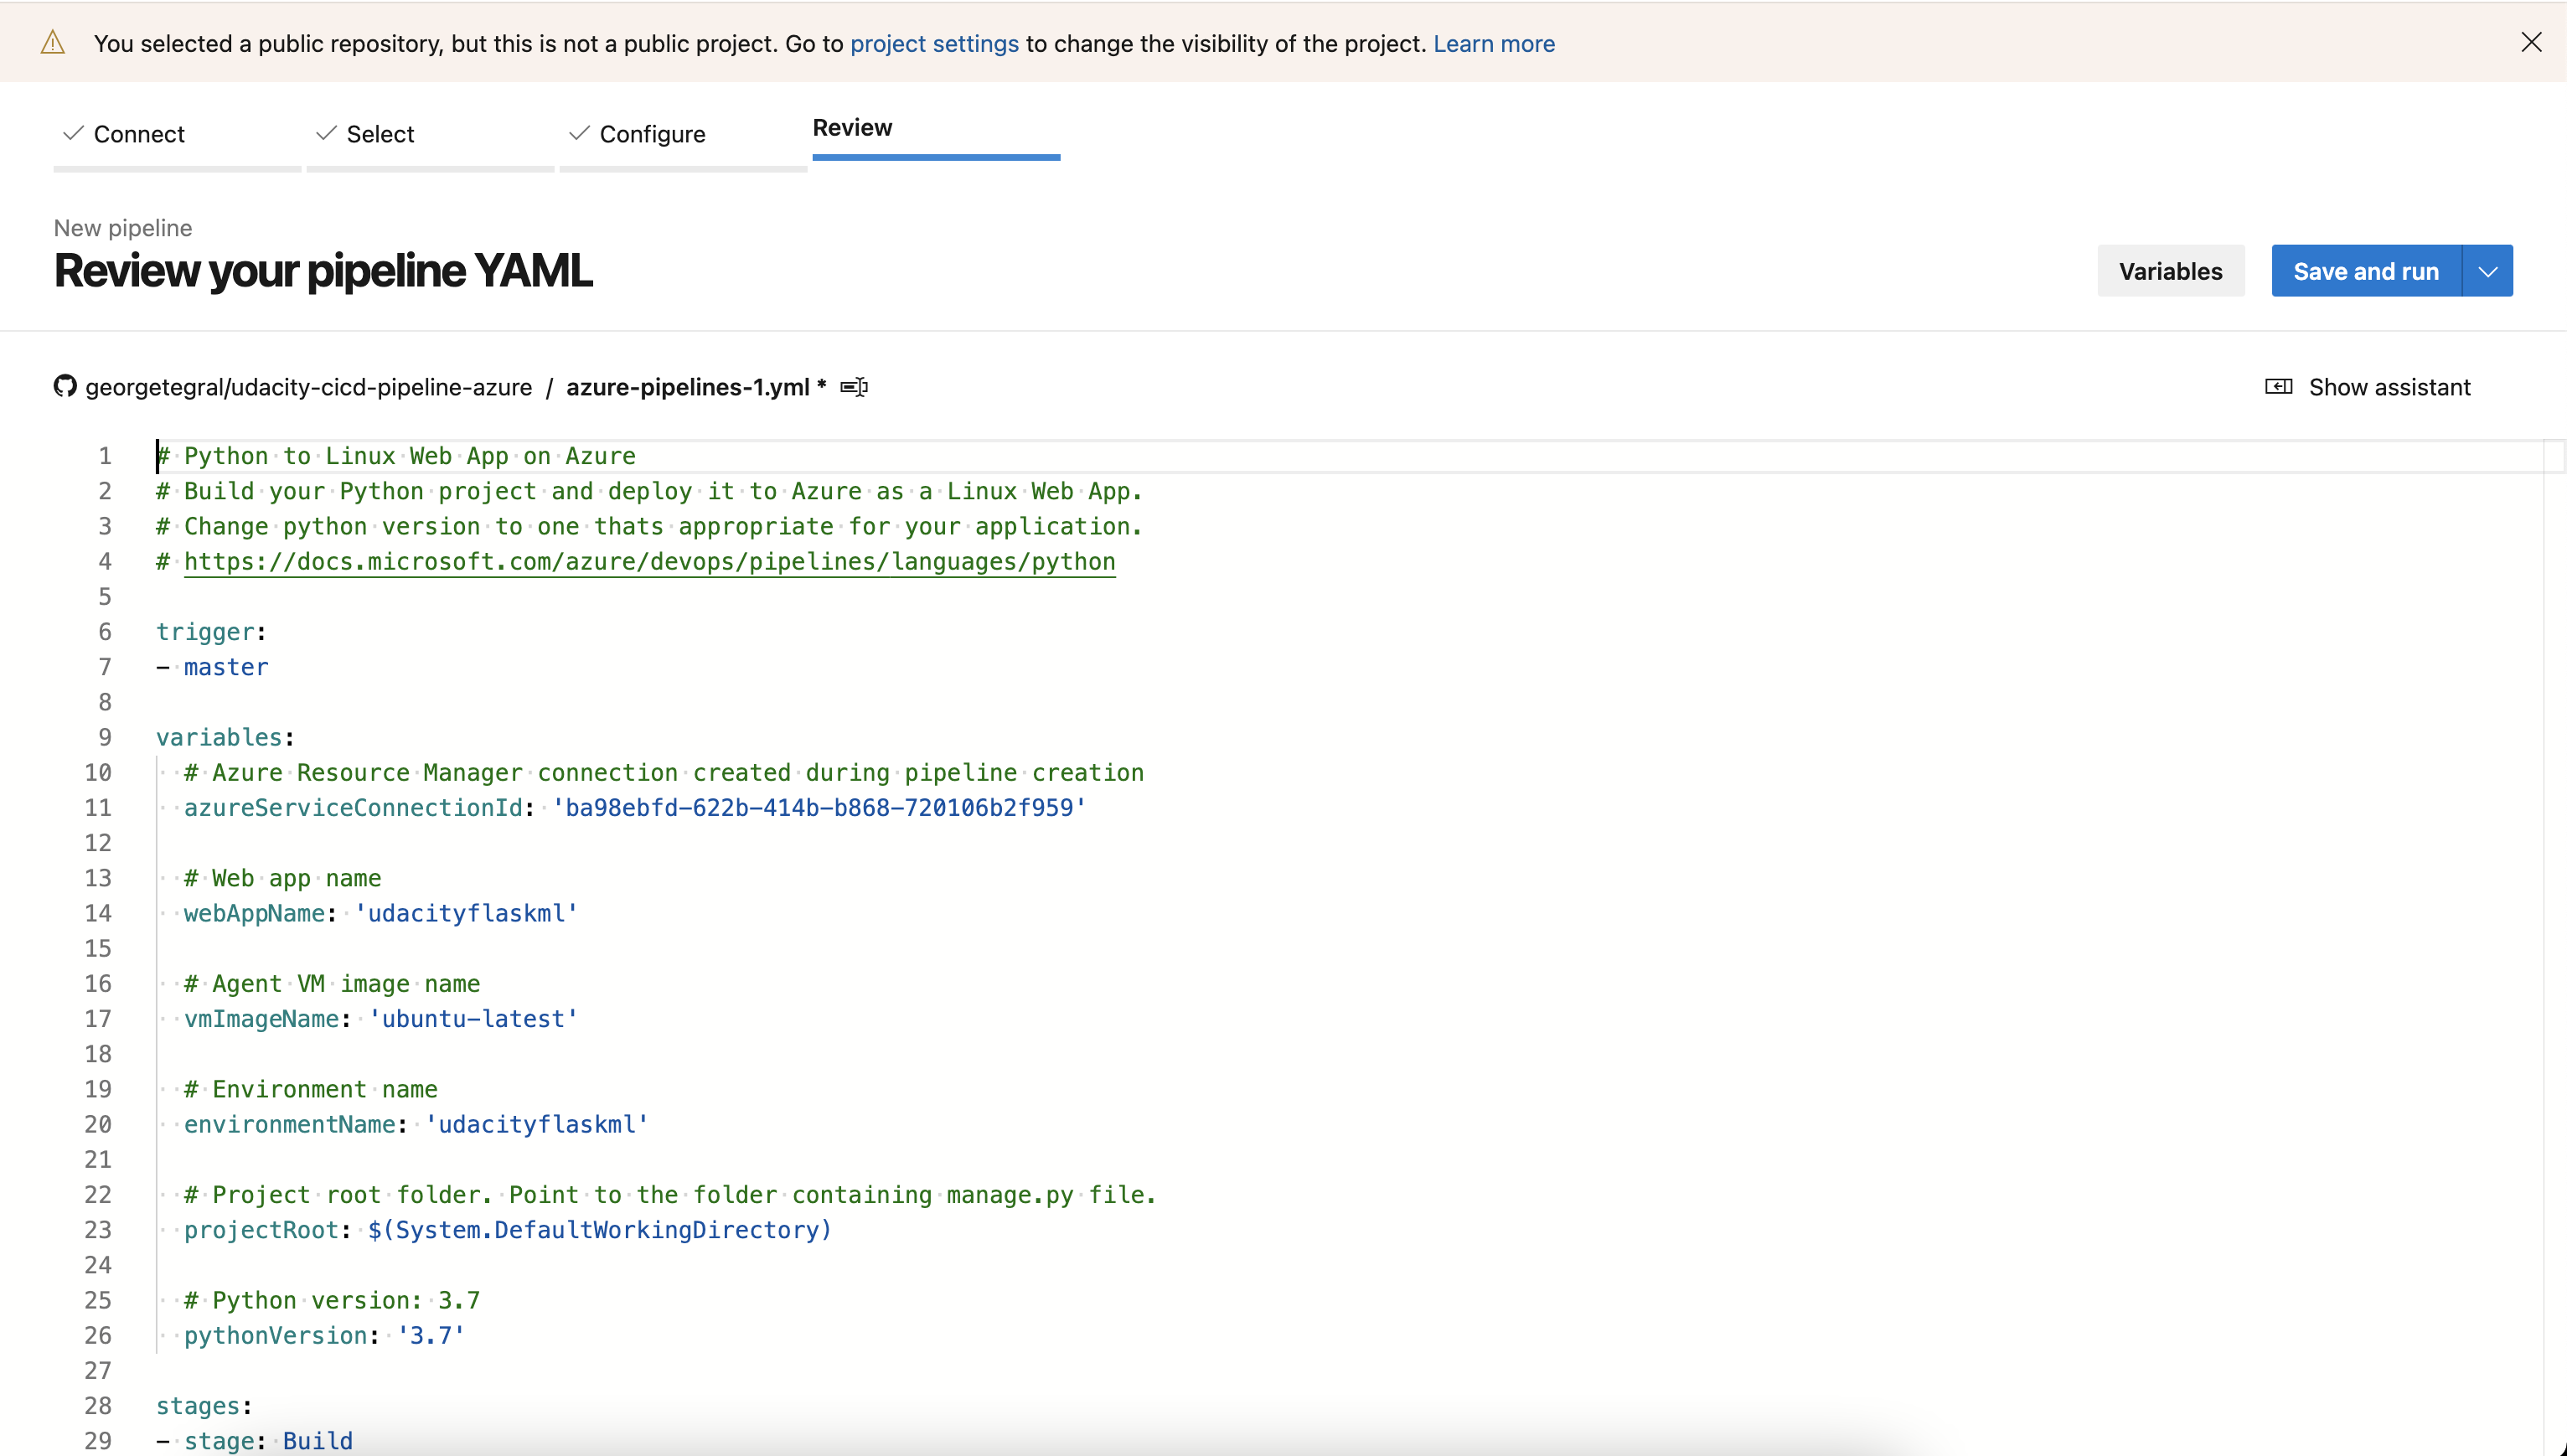 You selected a public repository, but this is not a public project. Go to project settings to change the visibility of the project. Learn more
Connect
Select
Configure
Review
New pipeline
Review your pipeline YAML
Variables
Save and run
georgetegral/udacity-cicd-pipeline-azure / azure-pipelines-1.yml *
Show assistant
1 # Python to Linux Web App on Azure
2 # Build your Python project and deploy it to Azure as a Linux Web App.
3 # Change python version to one thats appropriate for your application.
4 # https://docs.microsoft.com/azure/devops/pipelines/languages/python
5
6 trigger:
7 - master
8
9 variables:
10 # Azure Resource Manager connection created during pipeline creation
11 azureServiceConnectionId: 'ba98ebfd-622b-414b-b868-720106b2f959'
12
13 # Web app name
14 webAppName: 'udacityflaskml'
15
16 # Agent VM image name
17 vmImageName: 'ubuntu-latest'
18
19 # Environment name
20 environmentName: 'udacityflaskml'
21
22 # Project root folder. Point to the folder containing manage.py file.
23 projectRoot: $(System.DefaultWorkingDirectory)
24
25 # Python version: 3.7
26 pythonVersion: '3.7'
27
28 stages:
29 - stage: Build